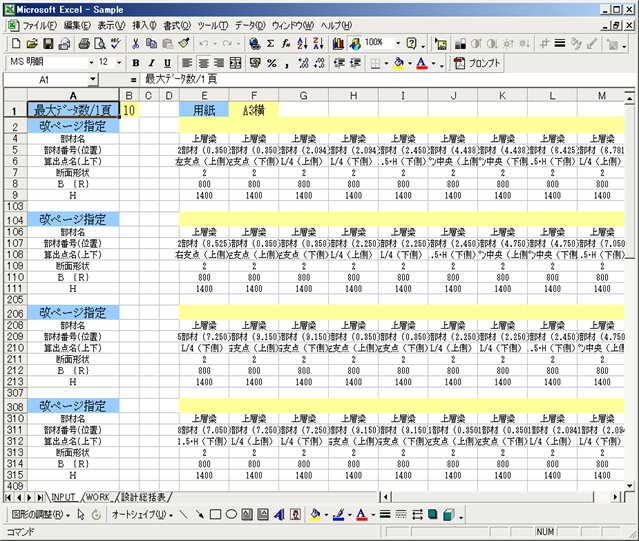 Microsoft Excel - Sample
ファイル(F) 編集(E) 表示(V) 挿入(I) 書式(O) ツール(T) データ(D) ウィンドウ(W) ヘルプ(H)
100%
MS 明朝 12 B I U プロンプト
A1 = 最大ﾃﾞｰﾀ数/1頁
A B C D E F G H I J K L M
1 最大ﾃﾞｰﾀ数/1頁 10 用紙 A3横
2 改ページ指定
4 部材名 上層梁 上層梁 上層梁 上層梁 上層梁 上層梁 上層梁 上層梁 上層梁
5 部材番号(位置) 2部材 (0.350) 部材 (0.350) 部材 (2.084) 部材 (2.084) 部材 (2.450) 部材 (4.438) 部材 (4.438) 部材 (6.425) 部材 (8.781
6 算出点名(上下) 左支点 (上側) 支点 (下側) L/4 (上側) L/4 (下側) .5･H (下側) 中央 (上側) 中央 (下側) .5･H (下側) L/4 (上側)
7 断面形状 2 2 2 2 2 2 2 2 2
8 B {R} 800 800 800 800 800 800 800 800 800
9 H 1400 1400 1400 1400 1400 1400 1400 1400 1400
103
104 改ページ指定
106 部材名 上層梁 上層梁 上層梁 上層梁 上層梁 上層梁 上層梁 上層梁 上層梁
107 部材番号(位置) 2部材 (8.525) 部材 (0.350) 部材 (0.350) 部材 (2.250) 部材 (2.250) 部材 (2.450) 部材 (4.750) 部材 (4.750) 部材 (7.050
108 算出点名(上下) 右支点 (下側) 支点 (上側) 支点 (下側) L/4 (上側) L/4 (下側) .5･H (下側) 中央 (上側) 中央 (下側) .5･H (下側)
109 断面形状 2 2 2 2 2 2 2 2 2
110 B {R} 800 800 800 800 800 800 800 800 800
111 H 1400 1400 1400 1400 1400 1400 1400 1400 1400
205
206 改ページ指定
208 部材名 上層梁 上層梁 上層梁 上層梁 上層梁 上層梁 上層梁 上層梁 上層梁
209 部材番号(位置) 5部材 (7.250) 部材 (9.150) 部材 (9.150) 部材 (0.350) 部材 (0.350) 部材 (2.250) 部材 (2.250) 部材 (2.450) 部材 (4.750
210 算出点名(上下) L/4 (下側) 支点 (上側) 支点 (下側) 支点 (上側) 支点 (下側) L/4 (上側) L/4 (下側) .5･H (下側) 中央 (上側)
211 断面形状 2 2 2 2 2 2 2 2 2
212 B {R} 800 800 800 800 800 800 800 800 800
213 H 1400 1400 1400 1400 1400 1400 1400 1400 1400
307
308 改ページ指定
310 部材名 上層梁 上層梁 上層梁 上層梁 上層梁 上層梁 上層梁 上層梁 上層梁
311 部材番号(位置) 部材 (7.050) 部材 (7.250) 部材 (7.250) 部材 (9.150) 部材 (9.150) 部材 (0.350) 部材 (0.350) 部材 (2.084) 部材 (2.084
312 算出点名(上下) 1.5･H (下側) L/4 (上側) L/4 (下側) 支点 (上側) 支点 (下側) 支点 (上側) 支点 (下側) L/4 (上側) L/4 (下側)
313 断面形状 2 2 2 2 2 2 2 2 2
314 B {R} 800 800 800 800 800 800 800 800 800
315 H 1400 1400 1400 1400 1400 1400 1400 1400 1400
409
INPUT WORK_ 設計総括表
図形の調整(R) オートシェイプ(U)
コマンド NUM